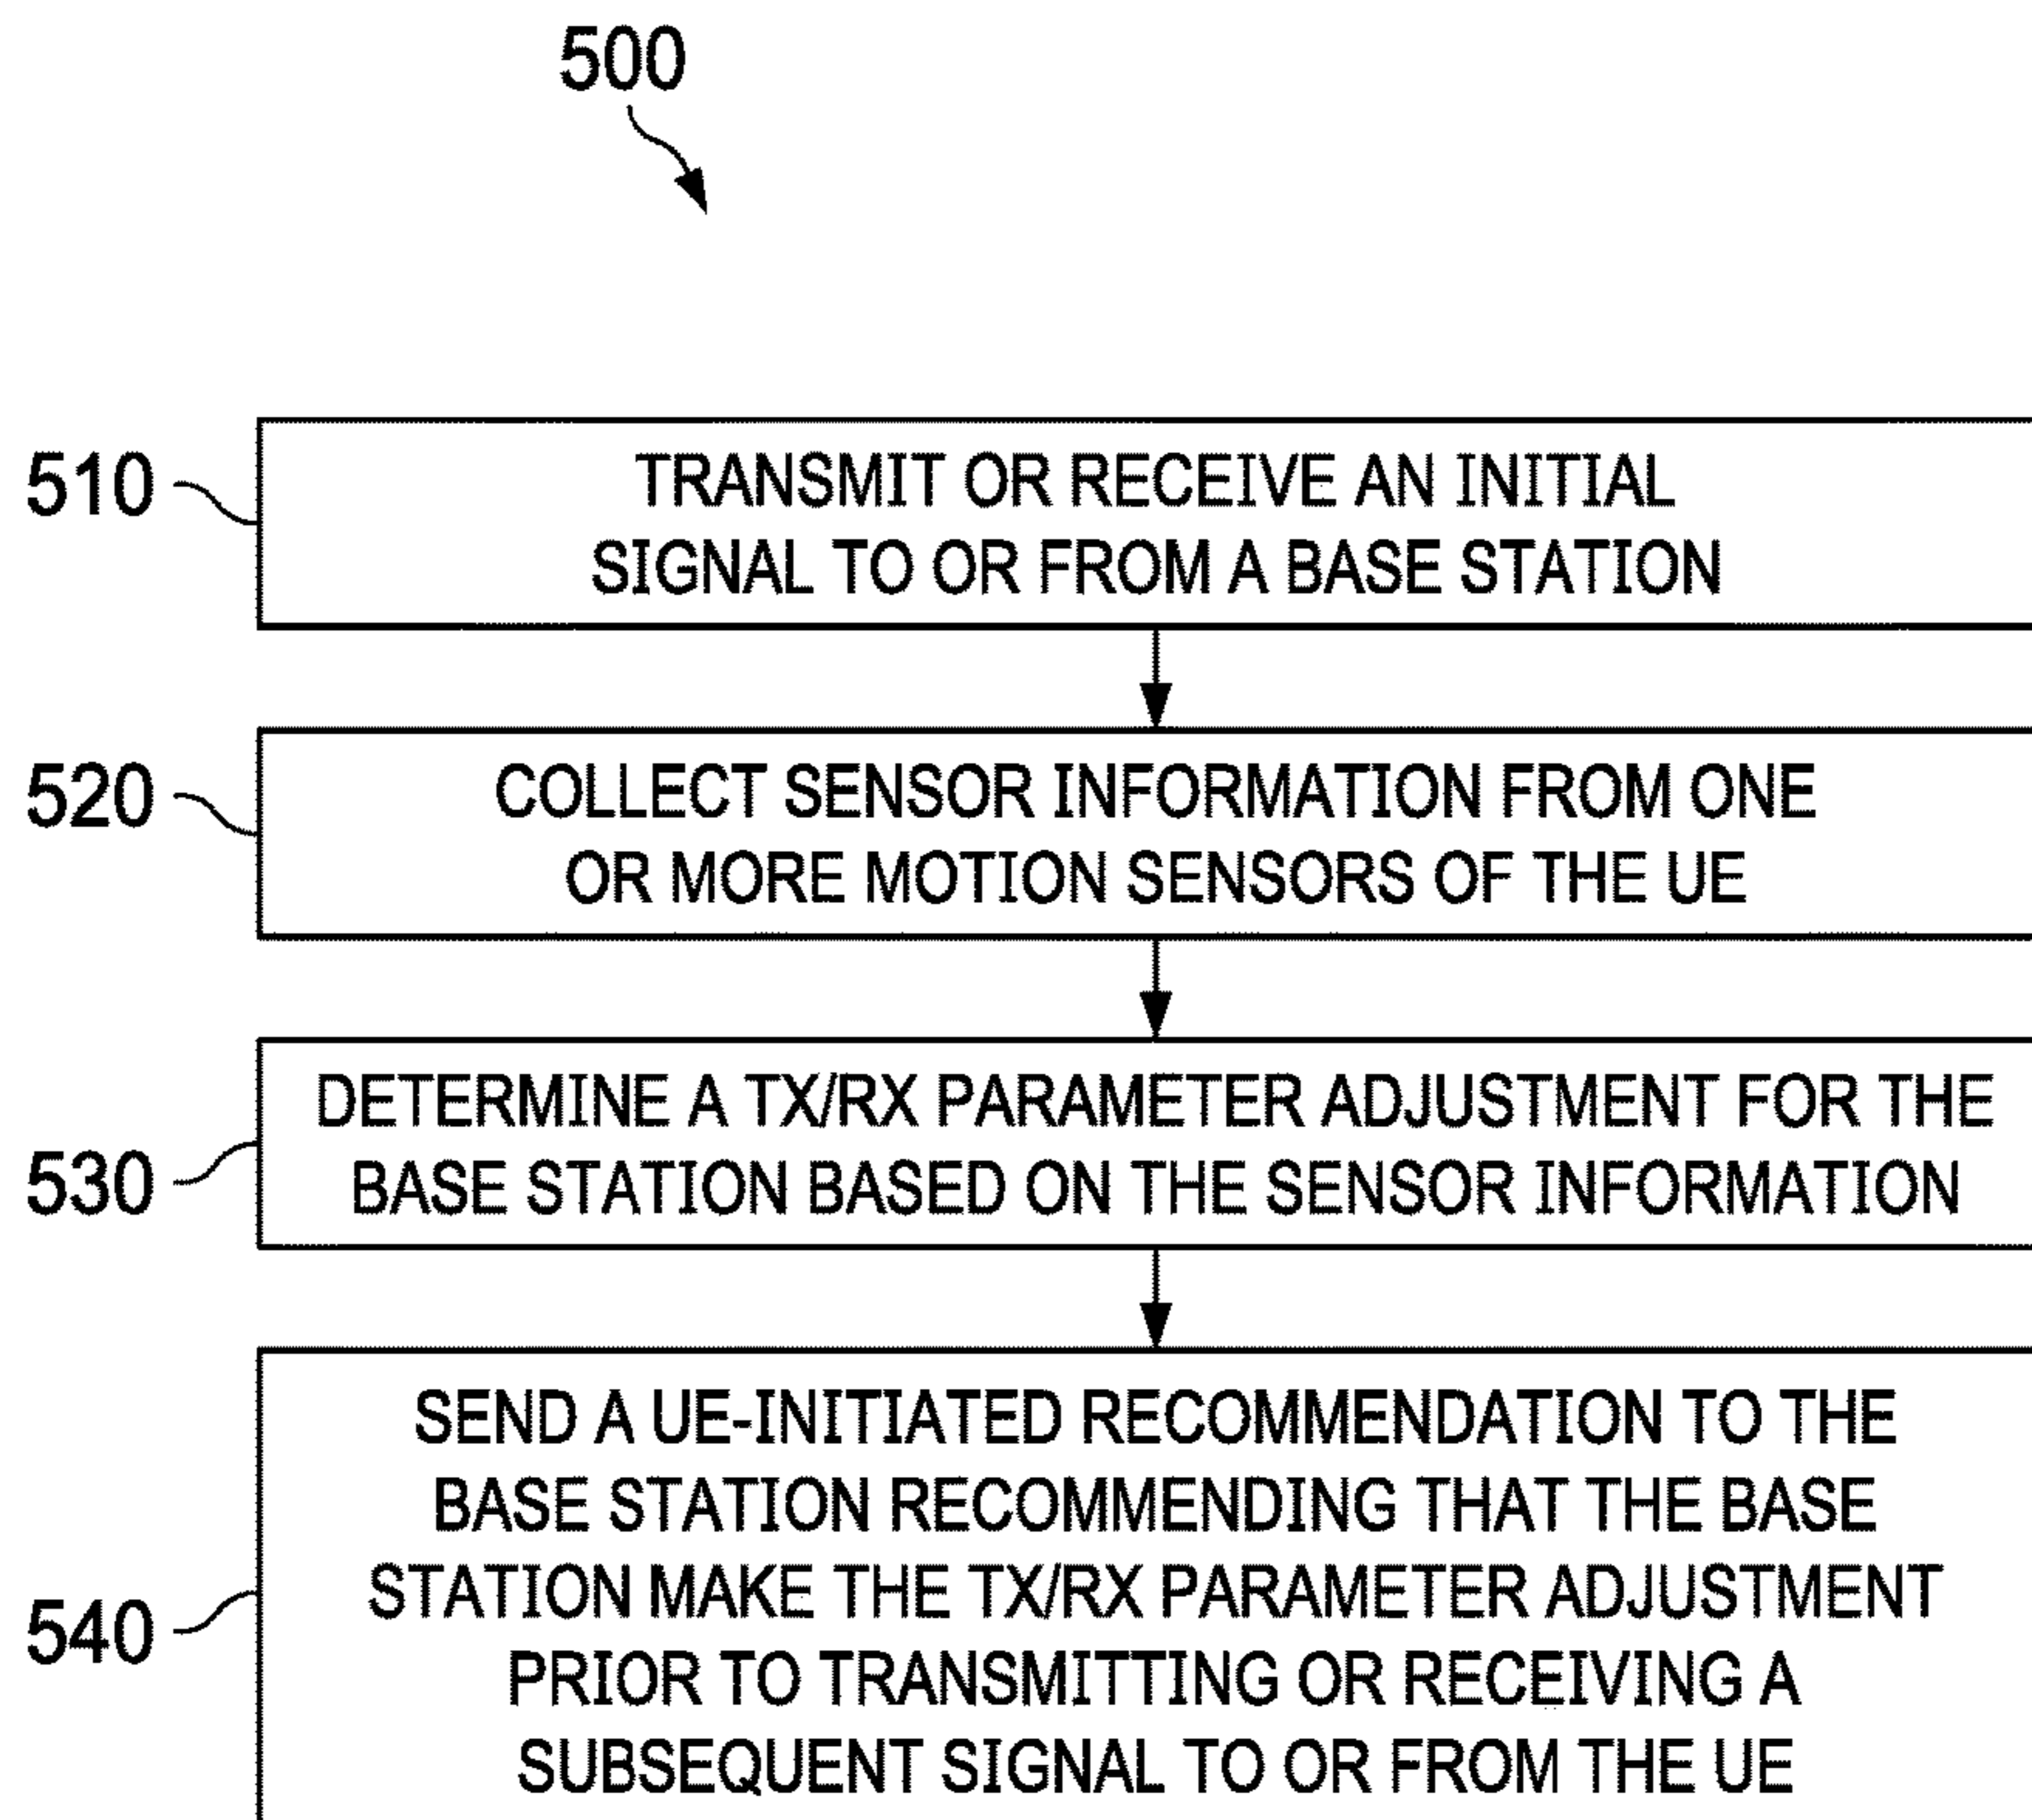 500
510
TRANSMIT OR RECEIVE AN INITIAL
SIGNAL TO OR FROM A BASE STATION
520
COLLECT SENSOR INFORMATION FROM ONE
OR MORE MOTION SENSORS OF THE UE
530
DETERMINE A TX/RX PARAMETER ADJUSTMENT FOR THE
BASE STATION BASED ON THE SENSOR INFORMATION
540
SEND A UE-INITIATED RECOMMENDATION TO THE
BASE STATION RECOMMENDING THAT THE BASE
STATION MAKE THE TX/RX PARAMETER ADJUSTMENT
PRIOR TO TRANSMITTING OR RECEIVING A
SUBSEQUENT SIGNAL TO OR FROM THE UE